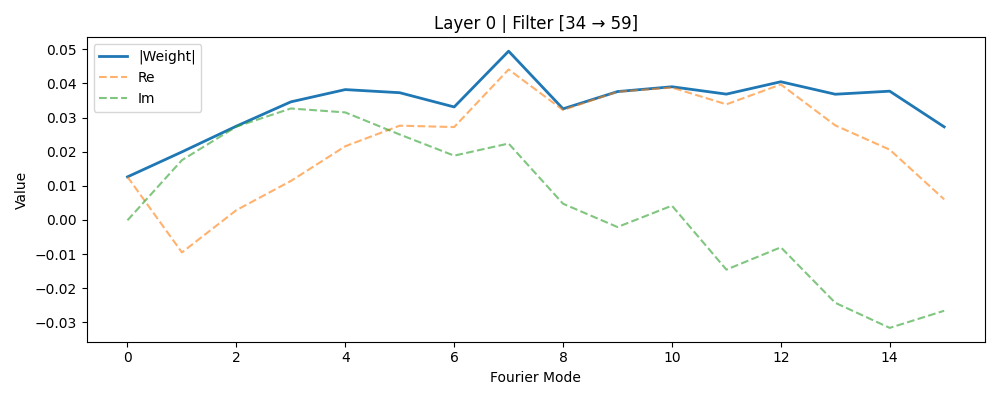 Layer 0 | Filter [34 → 59]
|Weight|
Re
Im
Value
0.05
0.04
0.03
0.02
0.01
0.00
−0.01
−0.02
−0.03
0 2 4 6 8 10 12 14
Fourier Mode